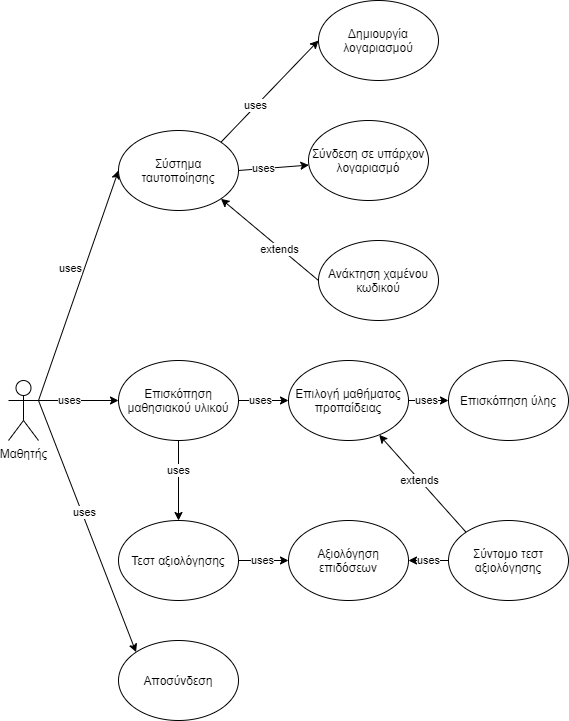 Δημιουργία
λογαριασμού
uses
Σύστημα
ταυτοποίησης
uses
Σύνδεση σε υπάρχον
λογαριασμό
extends
Ανάκτηση χαμένου
κωδικού
uses
Μαθητής
uses
Επισκόπηση
μαθησιακού υλικού
uses
Επιλογή μαθήματος
προπαίδειας
uses
Επισκόπηση ύλης
uses
extends
uses
Τεστ αξιολόγησης
uses
Αξιολόγηση
επιδόσεων
uses
Σύντομο τεστ
αξιολόγησης
Αποσύνδεση